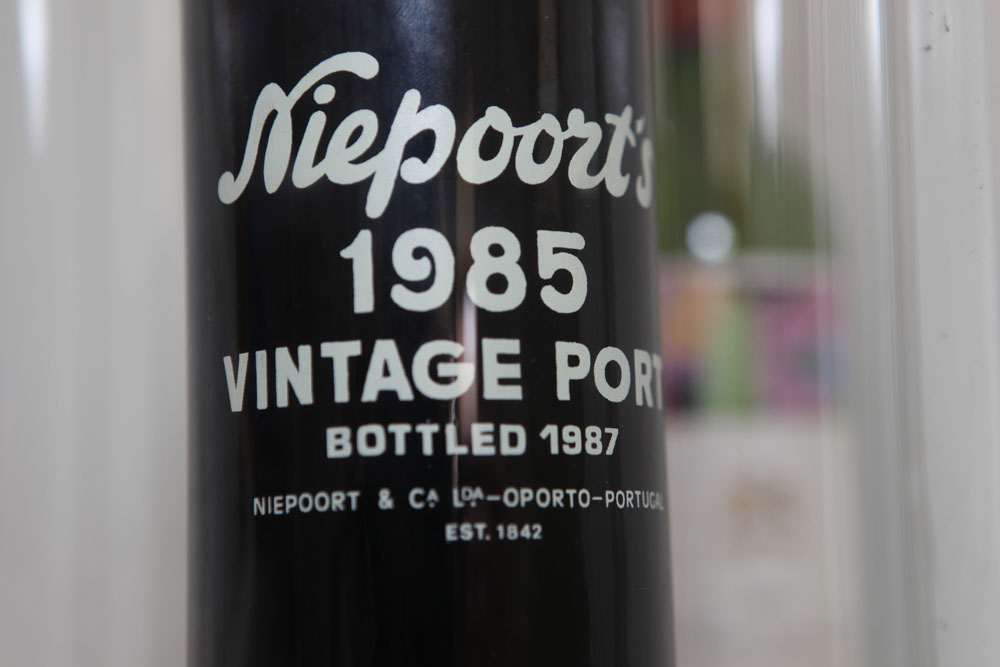 Niepoort's
1985
VINTAGE PORT
BOTTLED 1987
NIEPOORT & Cᴬ Lᴰᴬ-OPORTO-PORTUGAL
EST. 1842